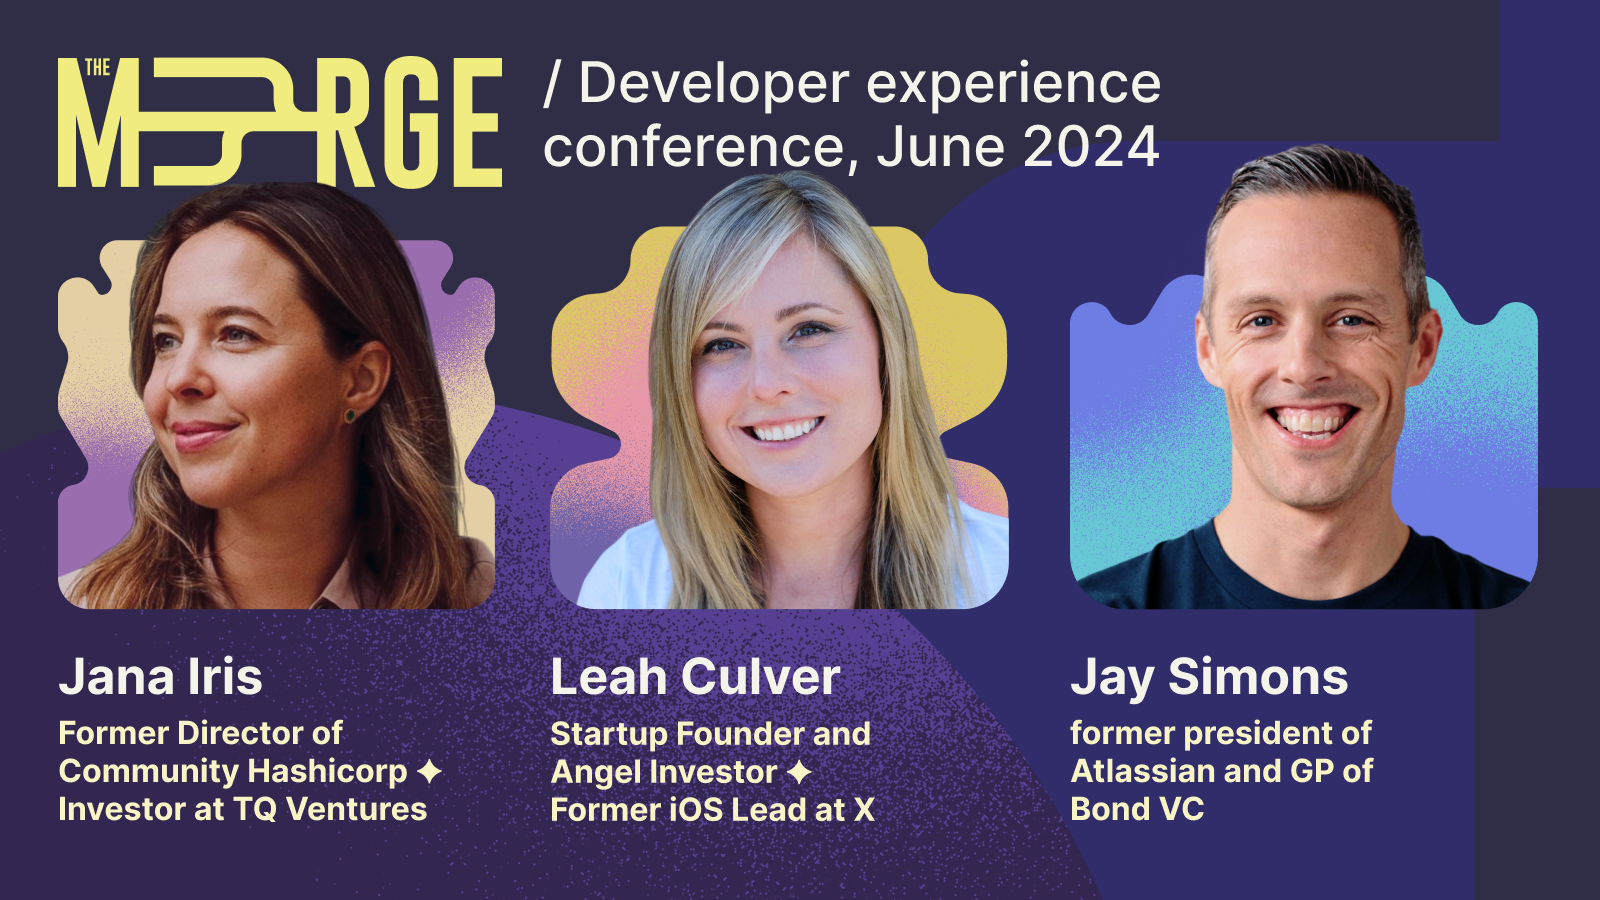 THE MERGE
/ Developer experience
conference, June 2024
Jana Iris
Former Director of
Community Hashicorp ✦
Investor at TQ Ventures
Leah Culver
Startup Founder and
Angel Investor ✦
Former iOS Lead at X
Jay Simons
former president of
Atlassian and GP of
Bond VC